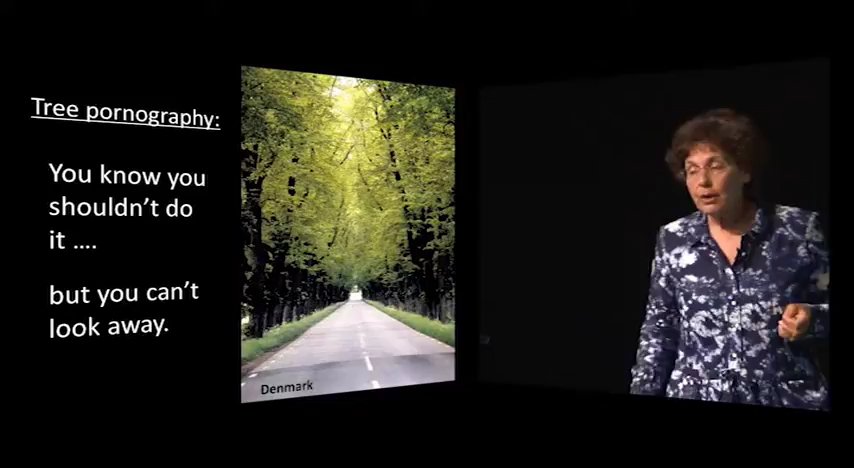 Tree pornography:
You know you
shouldn't do
it ....
but you can't
look away.
Denmark